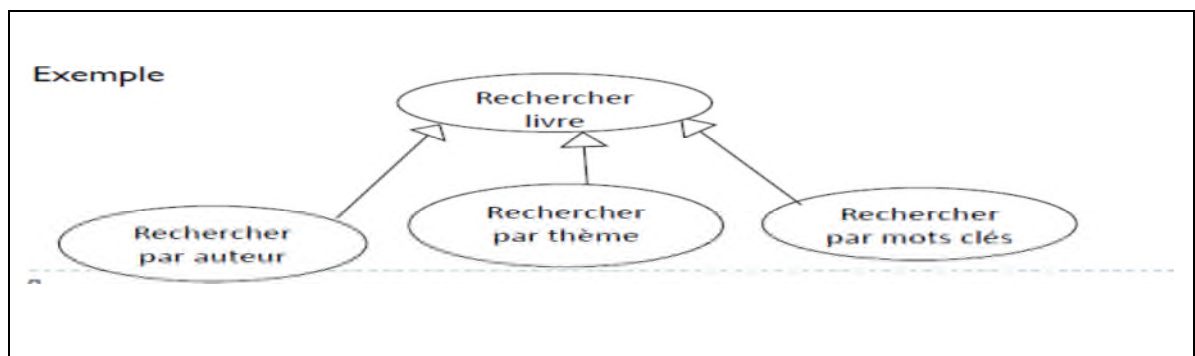 Exemple
Rechercher
livre
Rechercher
par auteur
Rechercher
par thème
Rechercher
par mots clés